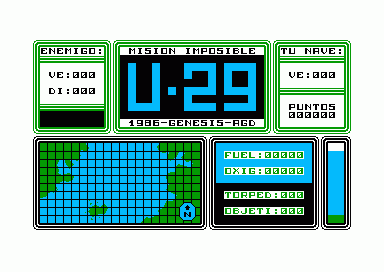 ENEMIGO:
VE:000
DI:000
MISION IMPOSIBLE
U-29
1986-GENESIS-AGD
TU NAVE:
VE:000
PUNTOS
000000
N
FUEL:00000
OXIG:00000
TORPED:000
OBJETI:000